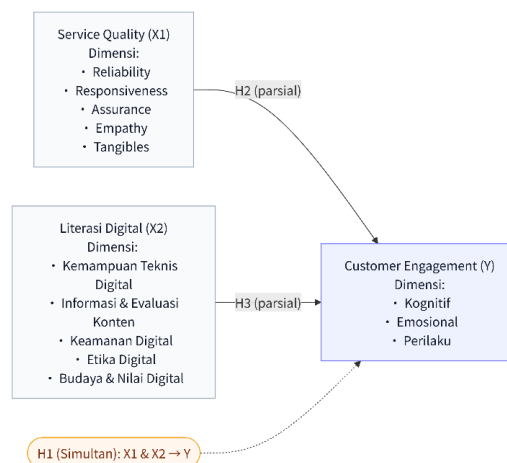 Service Quality (X1)
Dimensi:
• Reliability
• Responsiveness
• Assurance
• Empathy
• Tangibles
H2 (parsial)
Literasi Digital (X2)
Dimensi:
• Kemampuan Teknis
Digital
• Informasi & Evaluasi
Konten
• Keamanan Digital
• Etika Digital
• Budaya & Nilai Digital
H3 (parsial)
Customer Engagement (Y)
Dimensi:
• Kognitif
• Emosional
• Perilaku
H1 (Simultan): X1 & X2 → Y